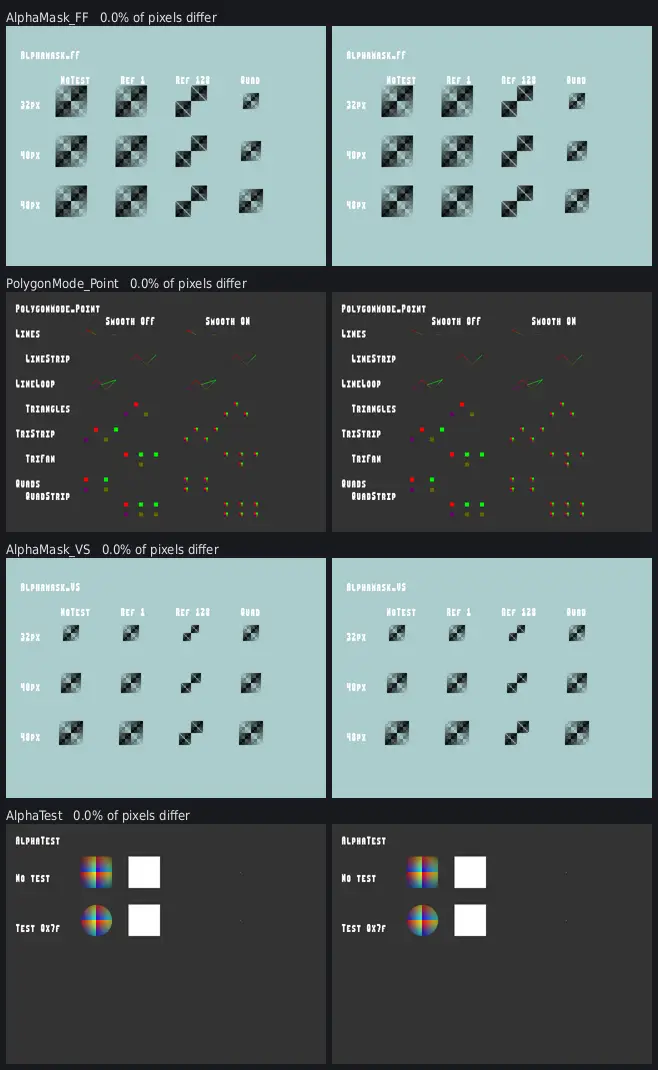 AlphaMask_FF 0.0% of pixels differ
AlphaMask_FF AlphaMask_FF
NoTest Ref 1 Ref 128 Quad NoTest Ref 1 Ref 128 Quad
32px 32px
40px 40px
48px 48px
PolygonMode_Point 0.0% of pixels differ
PolygonMode_Point PolygonMode_Point
Smooth Off Smooth On Smooth Off Smooth On
Lines Lines
LineStrip LineStrip
LineLoop LineLoop
Triangles Triangles
TriStrip TriStrip
TriFan TriFan
Quads Quads
QuadStrip QuadStrip
AlphaMask_VS 0.0% of pixels differ
AlphaMask_VS AlphaMask_VS
NoTest Ref 1 Ref 128 Quad NoTest Ref 1 Ref 128 Quad
32px 32px
40px 40px
48px 48px
AlphaTest 0.0% of pixels differ
AlphaTest AlphaTest
No test No test
Test 0x7f Test 0x7f